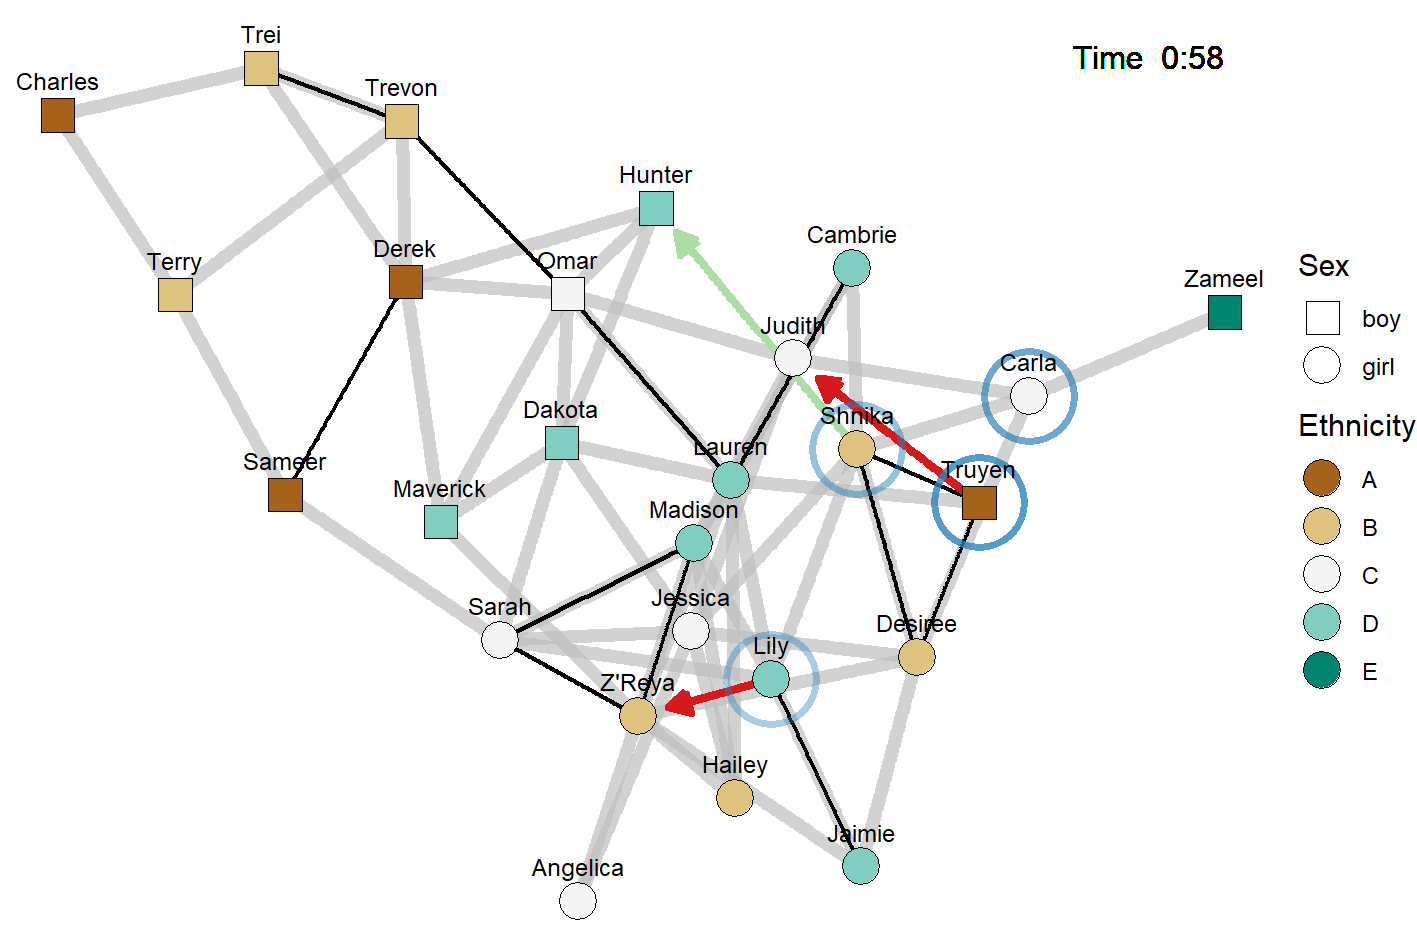 Trei
Time 0:58
Charles
Trevon
Hunter
Cambrie
Derek
Omar
Terry
Zameel
Sex
boy
girl
Judith
Carla
Dakota
Shnika
Ethnicity
Lauren
Sameer
Truyen
A
Maverick
Madison
B
C
Sarah
Jessica
Desiree
D
Lily
Z'Reya
E
Hailey
Jaimie
Angelica